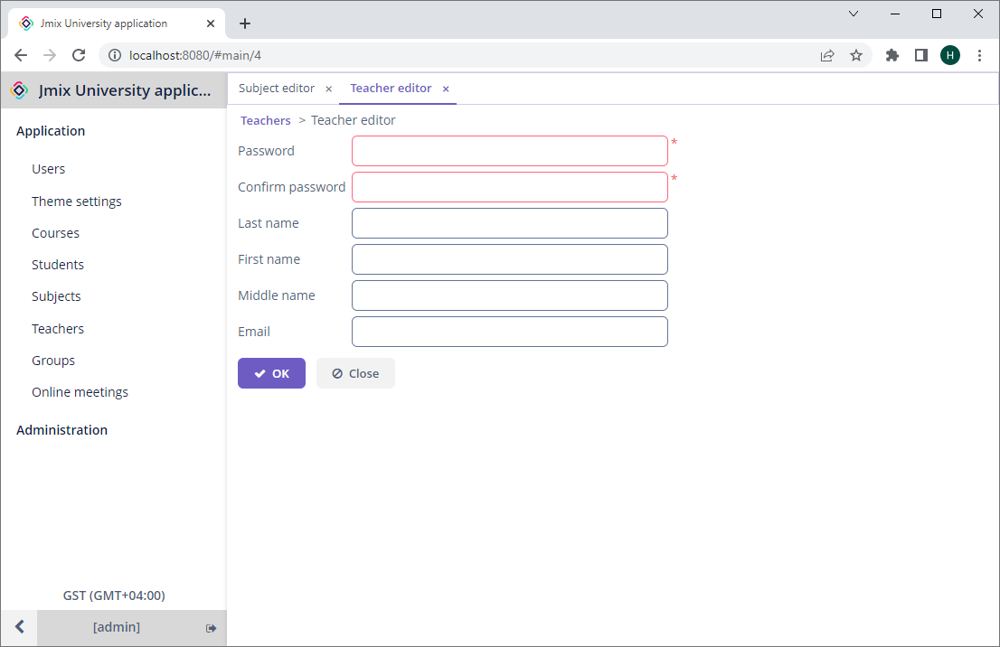 Jmix University application
localhost:8080/#main/4
H
Jmix University applic...
Subject editor × Teacher editor ×
Teachers > Teacher editor
Application
Users
Theme settings
Courses
Students
Subjects
Teachers
Groups
Online meetings
Administration
Password *
Confirm password *
Last name
First name
Middle name
Email
OK Close
GST (GMT+04:00)
[admin]